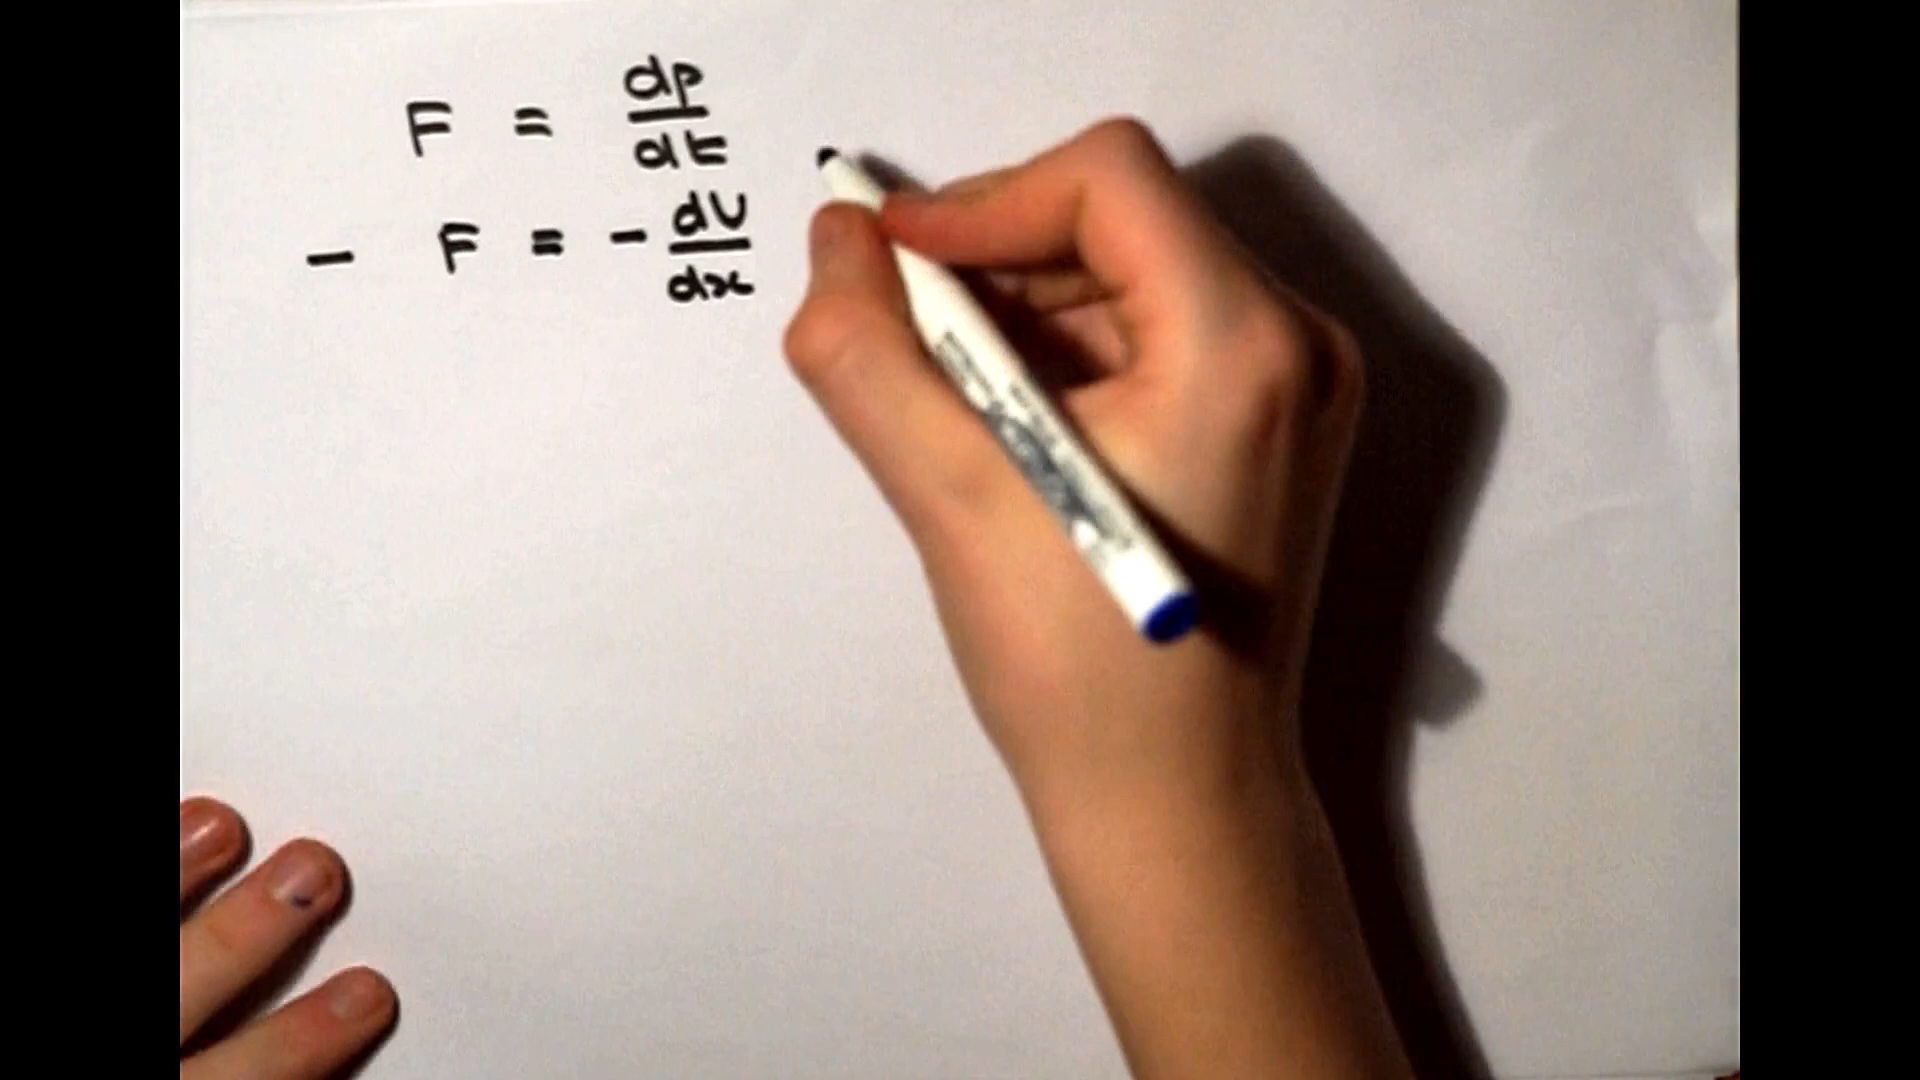 F = dp/dt
- F = - dU/dx